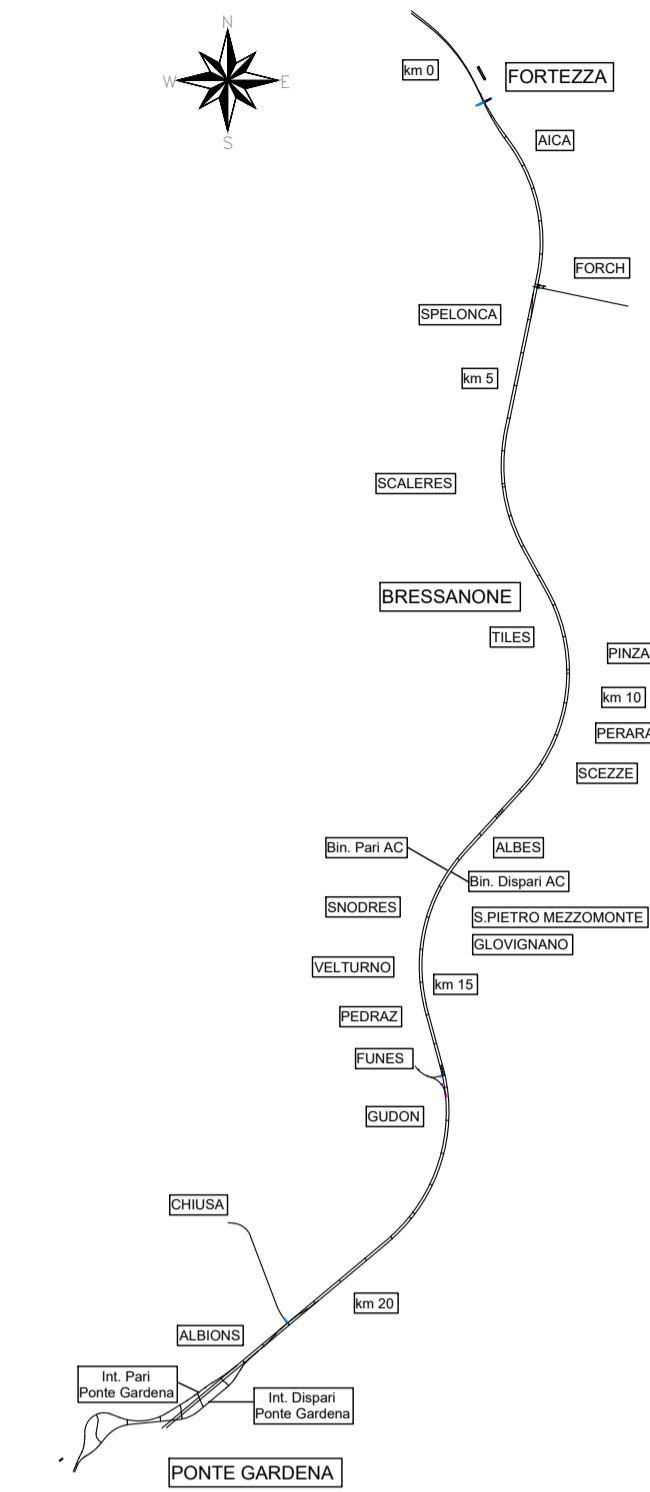 N
W
E
S
km 0
FORTEZZA
AICA
FORCH
SPELONCA
km 5
SCALERES
BRESSANONE
TILES
PINZA
km 10
PERARA
SCEZZE
Bin. Pari AC
ALBES
Bin. Dispari AC
SNODRES
S.PIETRO MEZZOMONTE
GLOVIGNANO
VELTURNO
km 15
PEDRAZ
FUNES
GUDON
CHIUSA
km 20
ALBIONS
Int. Pari
Ponte Gardena
Int. Dispari
Ponte Gardena
PONTE GARDENA